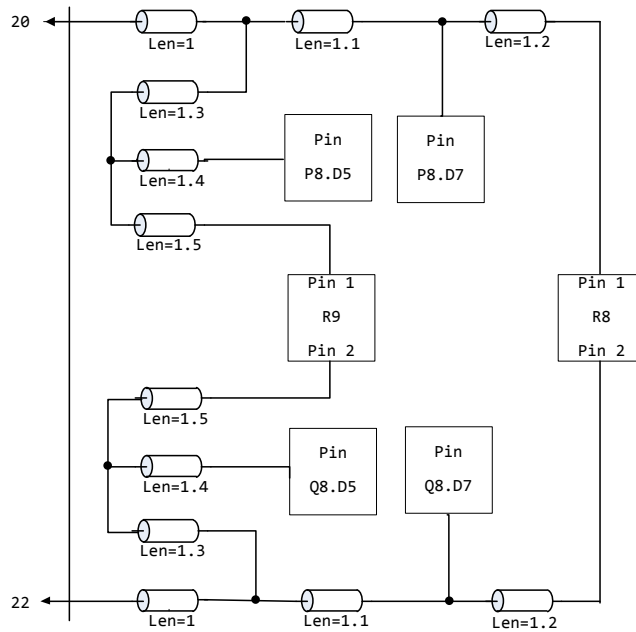 20
Len=1
Len=1.1
Len=1.2
Len=1.3
Pin
P8.D5
Pin
P8.D7
Len=1.4
Len=1.5
Pin 1
R9
Pin 2
Pin 1
R8
Pin 2
Len=1.5
Pin
Q8.D5
Pin
Q8.D7
Len=1.4
Len=1.3
22
Len=1
Len=1.1
Len=1.2